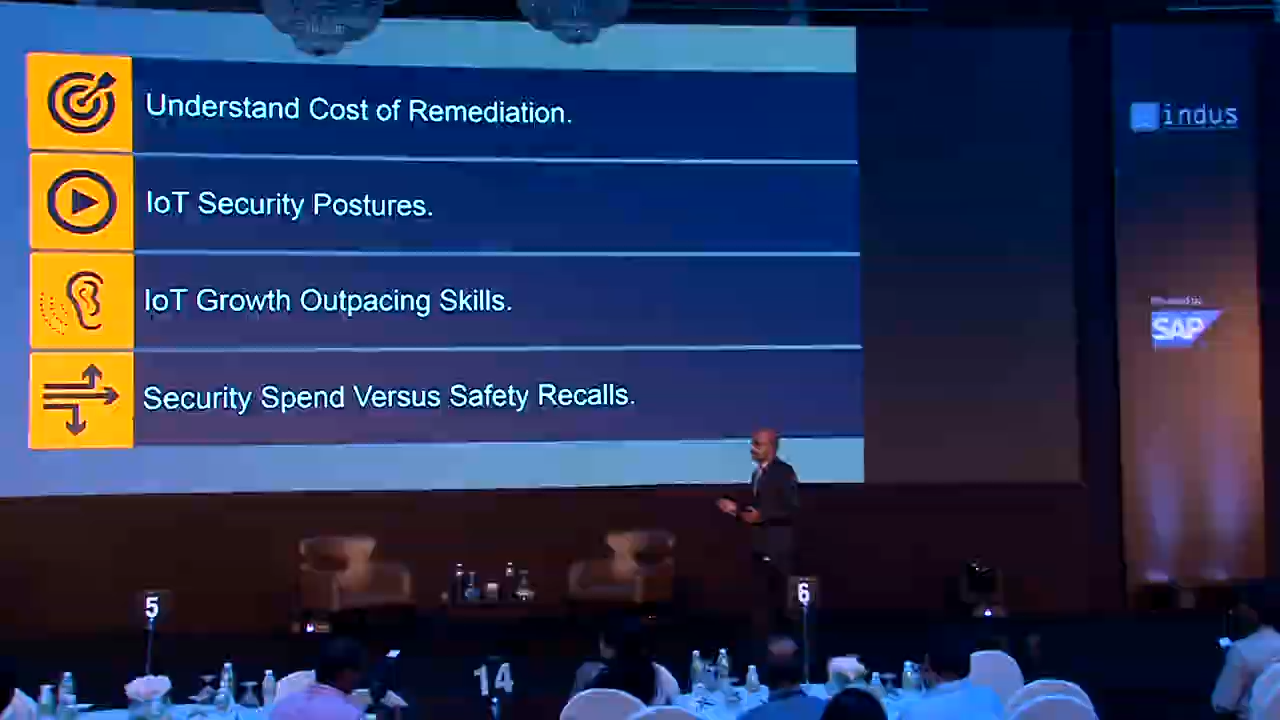 Understand Cost of Remediation.
IoT Security Postures.
IoT Growth Outpacing Skills.
Security Spend Versus Safety Recalls.
indus
SAP
5
6
14